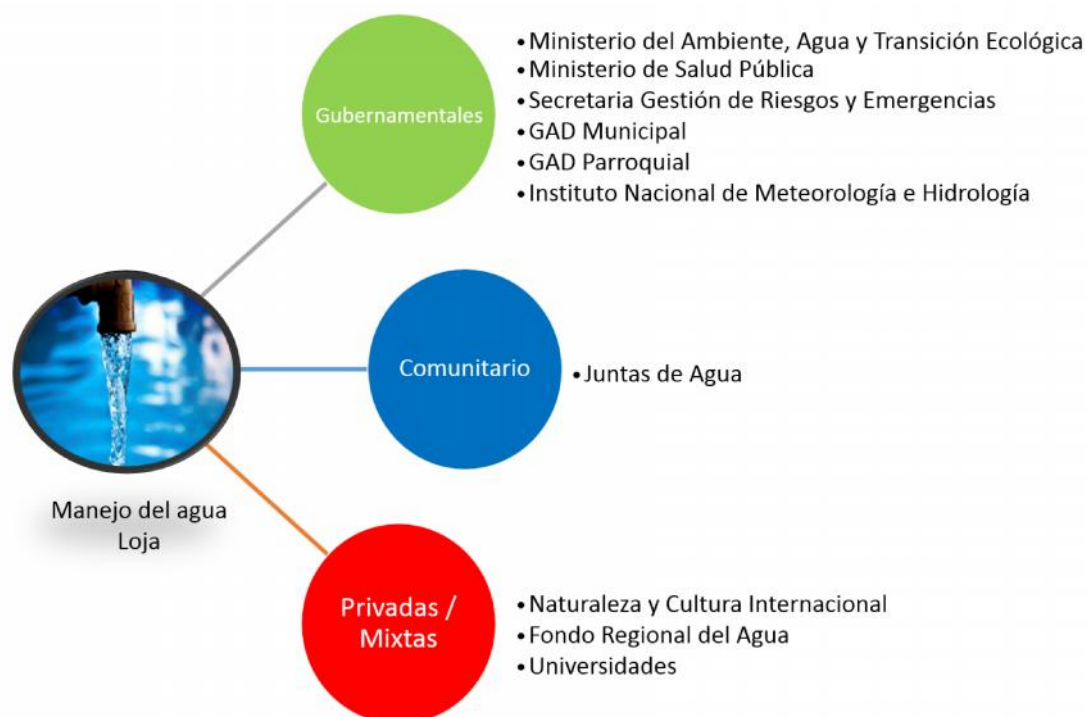 Gubernamentales
• Ministerio del Ambiente, Agua y Transición Ecológica
• Ministerio de Salud Pública
• Secretaria Gestión de Riesgos y Emergencias
• GAD Municipal
• GAD Parroquial
• Instituto Nacional de Meteorología e Hidrología
Comunitario
• Juntas de Agua
Manejo del agua
Loja
Privadas /
Mixtas
• Naturaleza y Cultura Internacional
• Fondo Regional del Agua
• Universidades